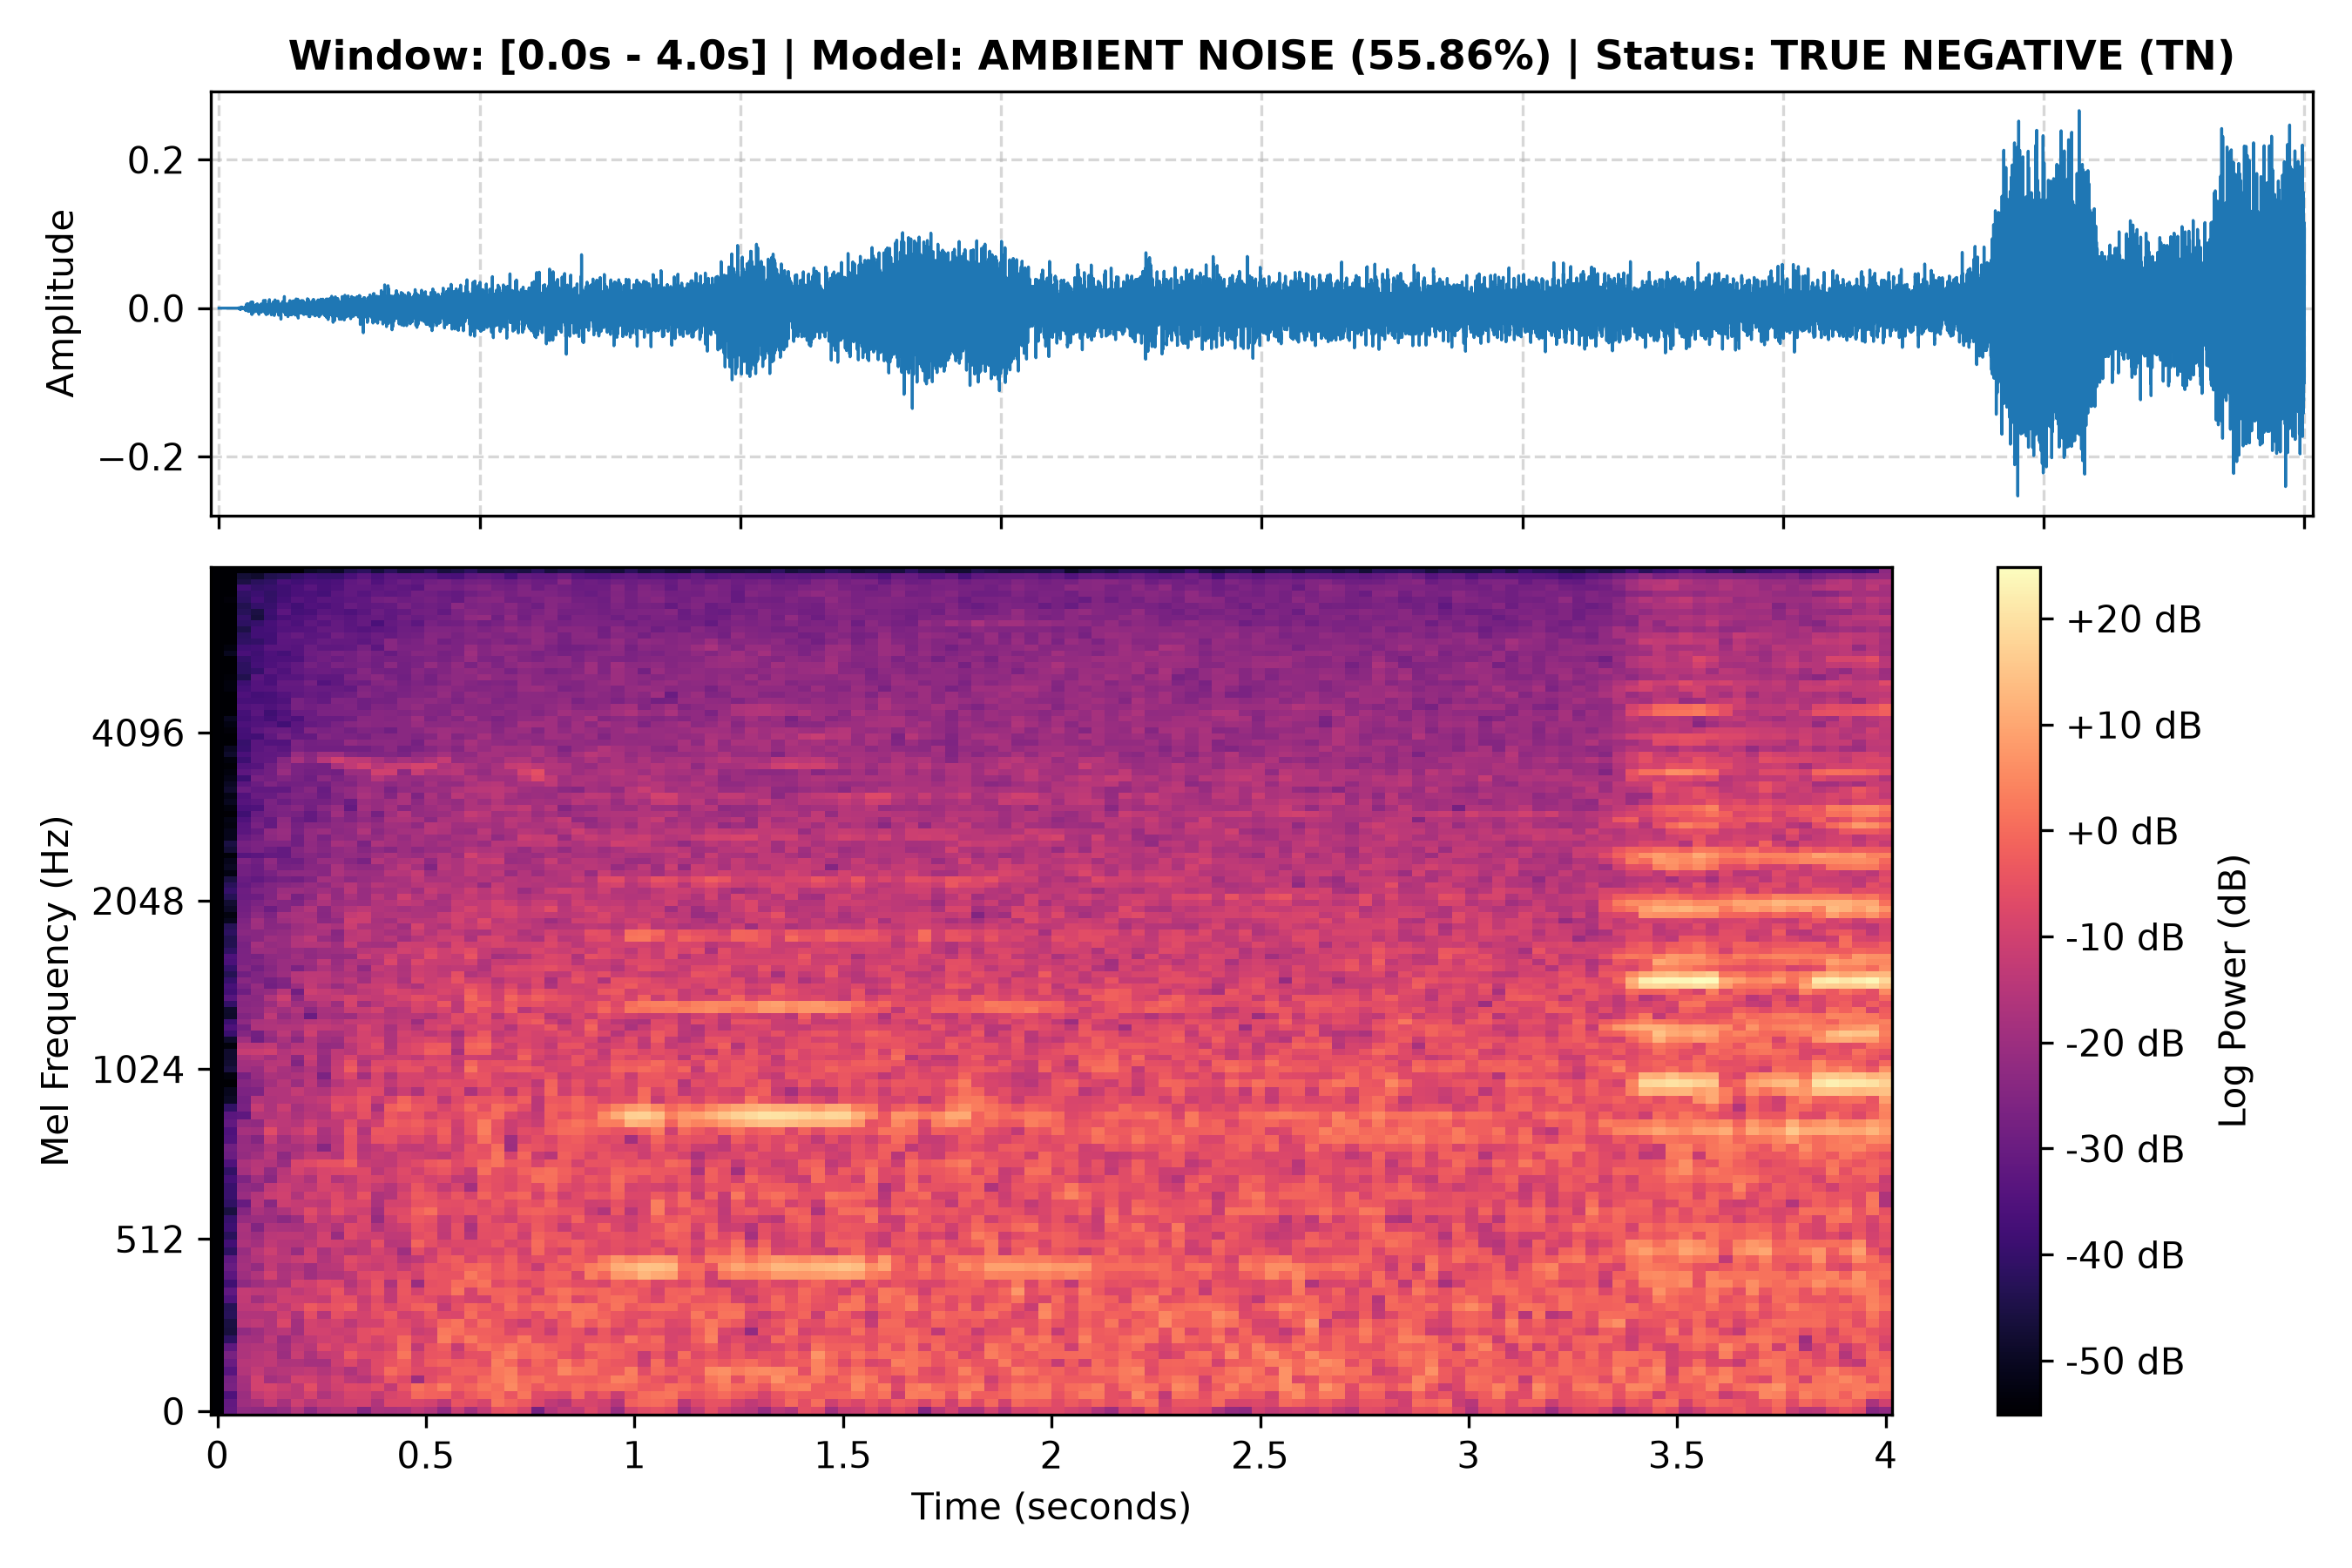 Window: [0.0s - 4.0s] | Model: AMBIENT NOISE (55.86%) | Status: TRUE NEGATIVE (TN)
0.2
0.0
−0.2
Amplitude
4096
2048
1024
512
0
Mel Frequency (Hz)
0 0.5 1 1.5 2 2.5 3 3.5 4
Time (seconds)
+20 dB
+10 dB
+0 dB
-10 dB
-20 dB
-30 dB
-40 dB
-50 dB
Log Power (dB)